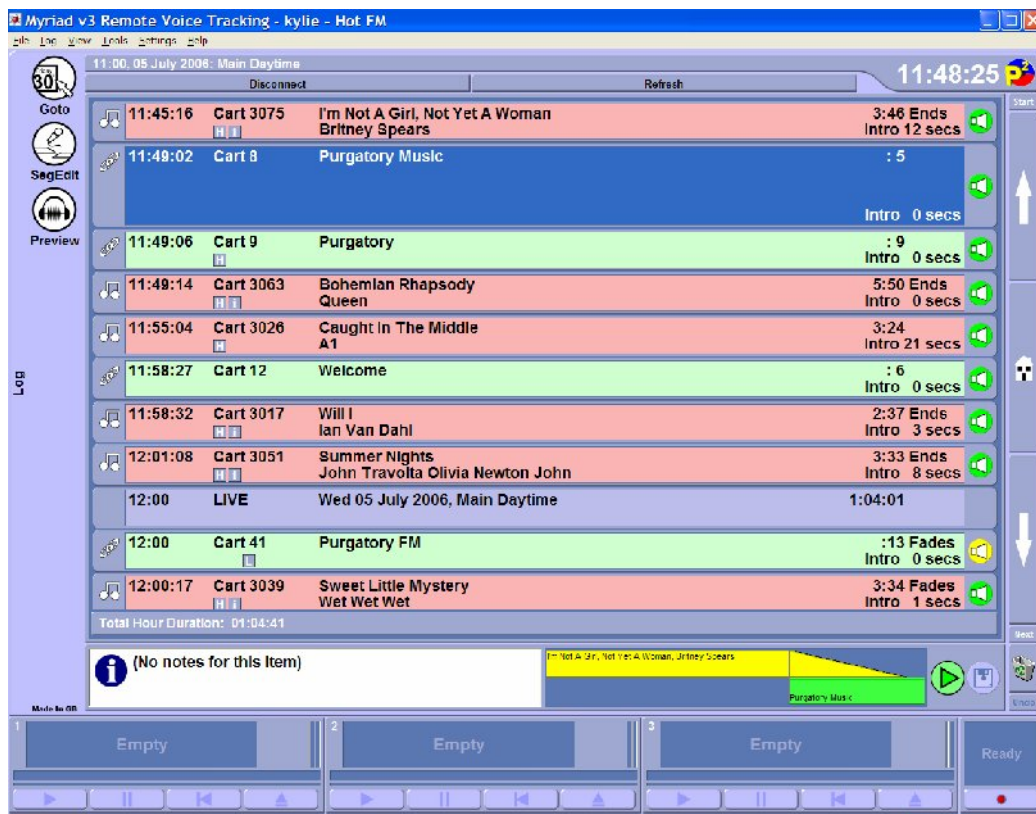 Myriad v3 Remote Voice Tracking - kylie - Hot FM
File Log View Tools Settings Help
11:00, 05 July 2006: Main Daytime
Disconnect Refresh
11:48:25
30
Goto
SegEdit
Preview
Log
Made in GB
Start
Next
Undo
11:45:16 Cart 3075 I'm Not A Girl, Not Yet A Woman 3:46 Ends
H i Britney Spears Intro 12 secs
11:49:02 Cart 8 Purgatory Music : 5
Intro 0 secs
11:49:06 Cart 9 Purgatory : 9
H Intro 0 secs
11:49:14 Cart 3063 Bohemian Rhapsody 5:50 Ends
H i Queen Intro 0 secs
11:55:04 Cart 3026 Caught In The Middle 3:24
H A1 Intro 21 secs
11:58:27 Cart 12 Welcome : 6
Intro 0 secs
11:58:32 Cart 3017 Will I 2:37 Ends
H i Ian Van Dahl Intro 3 secs
12:01:08 Cart 3051 Summer Nights 3:33 Ends
H i John Travolta Olivia Newton John Intro 8 secs
12:00 LIVE Wed 05 July 2006, Main Daytime 1:04:01
12:00 Cart 41 Purgatory FM :13 Fades
L Intro 0 secs
12:00:17 Cart 3039 Sweet Little Mystery 3:34 Fades
H i Wet Wet Wet Intro 1 secs
Total Hour Duration: 01:04:41
(No notes for this Item)
I'm Not A Girl, Not Yet A Woman, Britney Spears
Purgatory Music
1 Empty
2 Empty
3 Empty
Ready